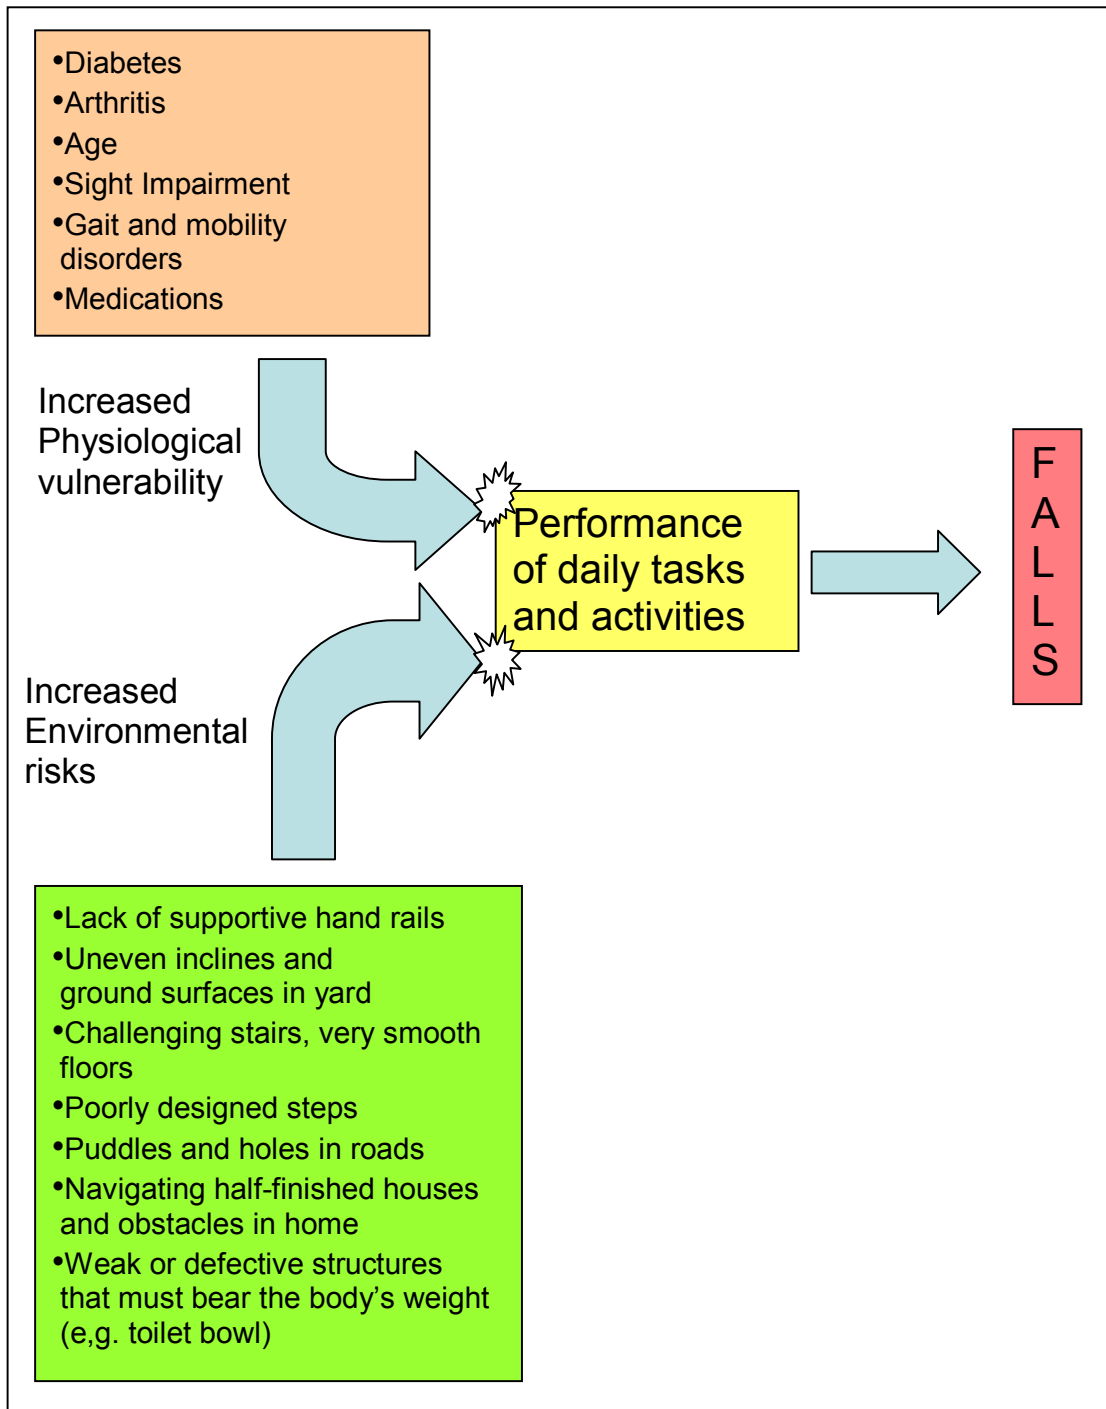 •Diabetes
•Arthritis
•Age
•Sight Impairment
•Gait and mobility
disorders
•Medications
Increased
Physiological
vulnerability
Performance
of daily tasks
and activities
F
A
L
L
S
Increased
Environmental
risks
•Lack of supportive hand rails
•Uneven inclines and
ground surfaces in yard
•Challenging stairs, very smooth
floors
•Poorly designed steps
•Puddles and holes in roads
•Navigating half-finished houses
and obstacles in home
•Weak or defective structures
that must bear the body’s weight
(e,g. toilet bowl)